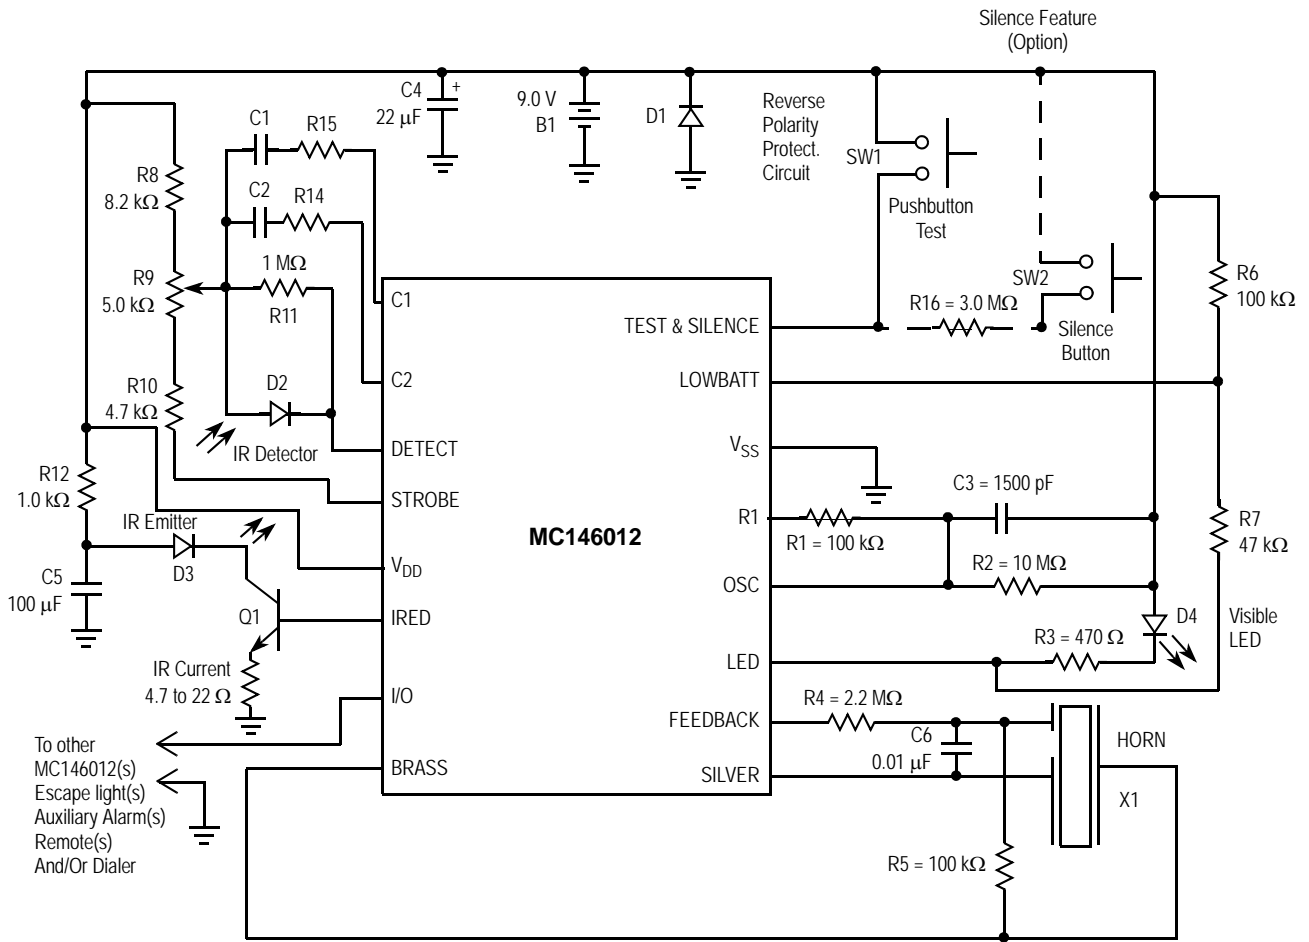 Silence Feature
(Option)
C4
+
22 μF
9.0 V
B1
D1
Reverse
Polarity
Protect.
Circuit
SW1
Pushbutton
Test
C1
R15
C2
R14
R8
8.2 kΩ
R9
5.0 kΩ
1 MΩ
R11
R10
4.7 kΩ
D2
IR Detector
R12
1.0 kΩ
IR Emitter
D3
C5
100 μF
Q1
IR Current
4.7 to 22 Ω
To other
MC146012(s)
Escape light(s)
Auxiliary Alarm(s)
Remote(s)
And/Or Dialer
C1
C2
DETECT
STROBE
VDD
IRED
I/O
BRASS
MC146012
TEST & SILENCE
LOWBATT
VSS
R1
OSC
LED
FEEDBACK
SILVER
SW2
R16 = 3.0 MΩ
Silence
Button
R6
100 kΩ
C3 = 1500 pF
R1 = 100 kΩ
R2 = 10 MΩ
R7
47 kΩ
D4
Visible
LED
R3 = 470 Ω
R4 = 2.2 MΩ
C6
0.01 μF
HORN
X1
R5 = 100 kΩ